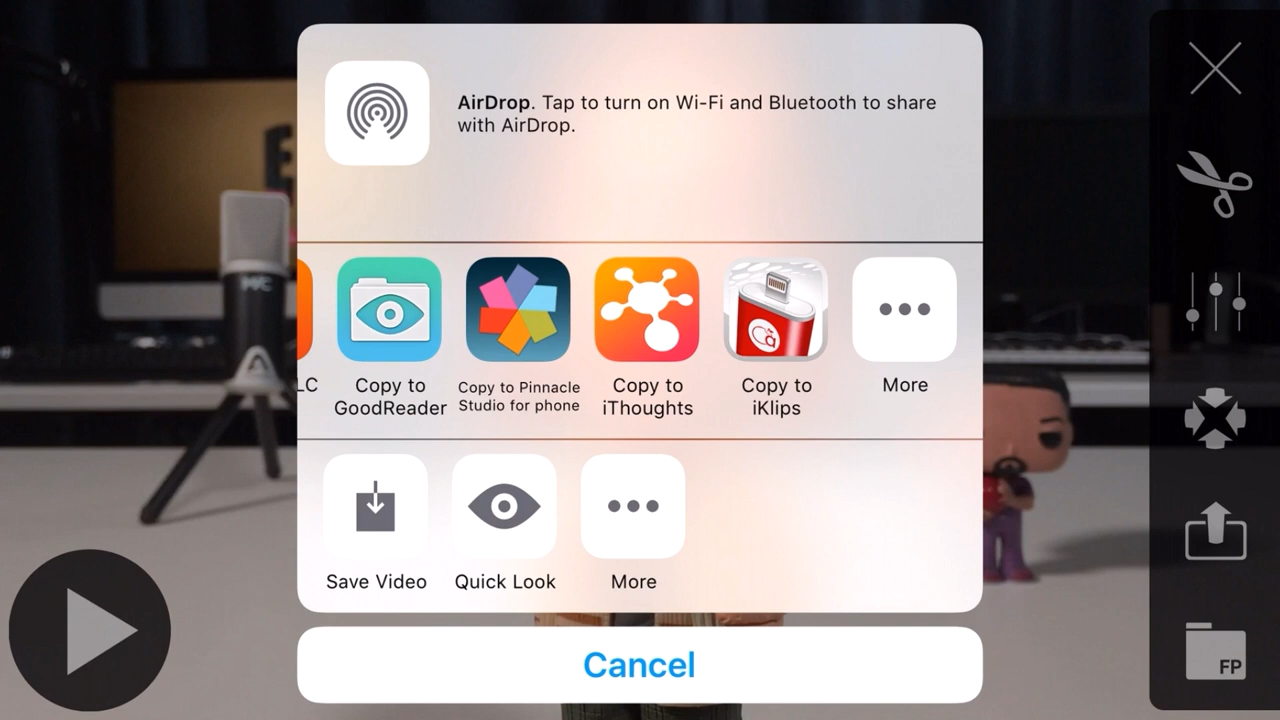 AirDrop. Tap to turn on Wi-Fi and Bluetooth to share
with AirDrop.
LC
Copy to
GoodReader
Copy to Pinnacle
Studio for phone
Copy to
iThoughts
Copy to
iKlips
More
Save Video
Quick Look
More
Cancel
FP